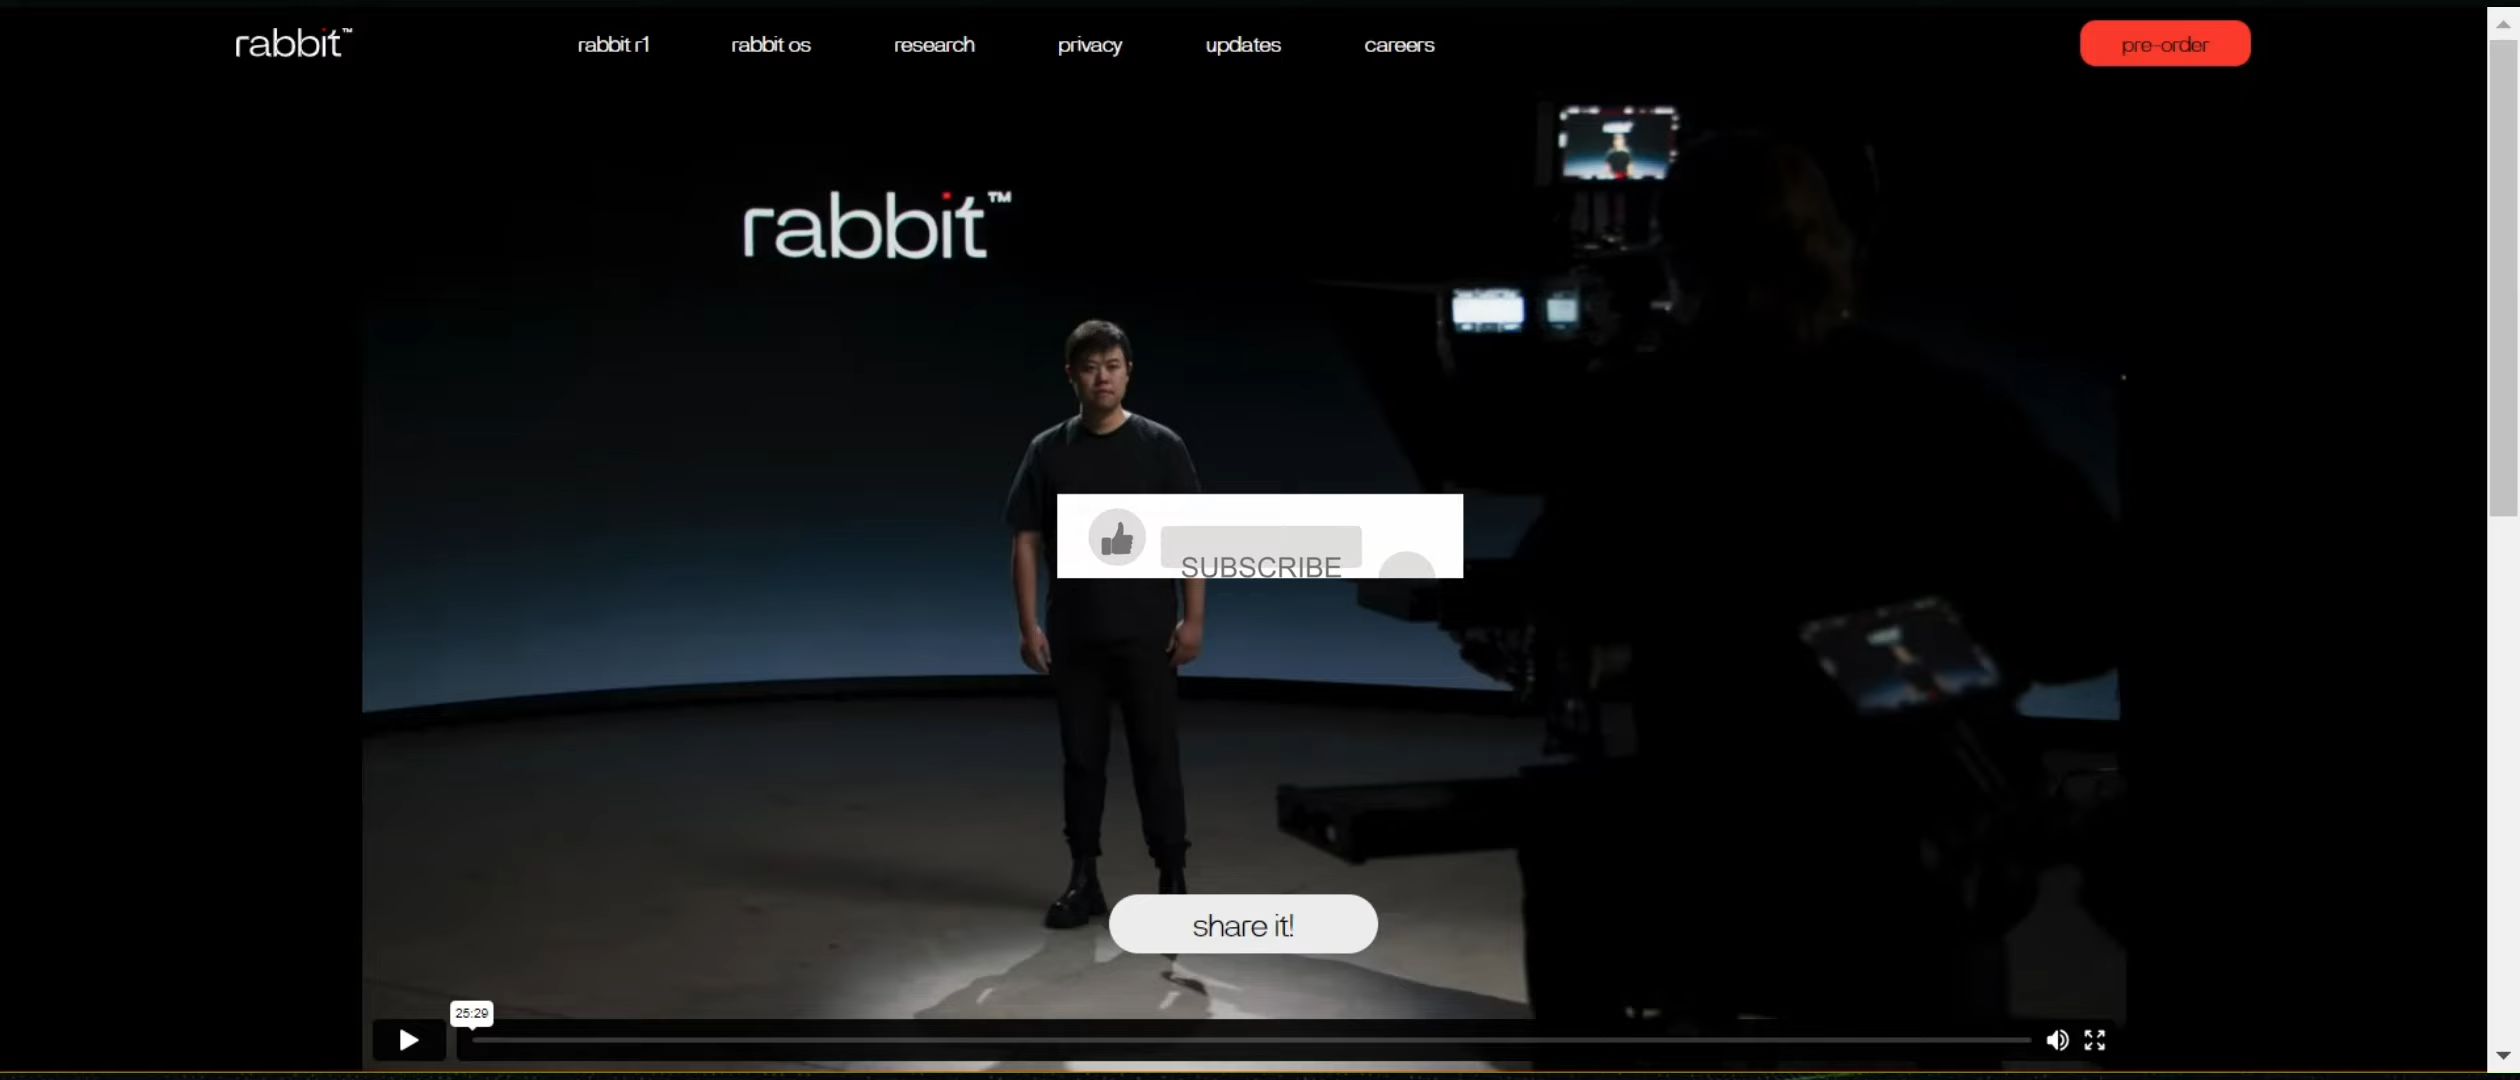 rabbit™
rabbit r1
rabbit os
research
privacy
updates
careers
pre-order
rabbit™
SUBSCRIBE
share it!
25:29